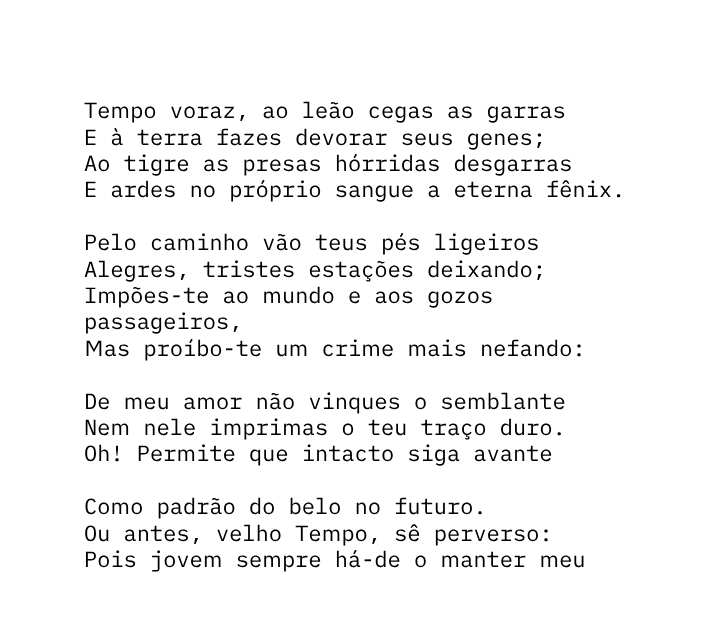 Tempo voraz, ao leão cegas as garras
E à terra fazes devorar seus genes;
Ao tigre as presas hórridas desgarras
E ardes no próprio sangue a eterna fênix.

Pelo caminho vão teus pés ligeiros
Alegres, tristes estações deixando;
Impões-te ao mundo e aos gozos
passageiros,
Mas proíbo-te um crime mais nefando:

De meu amor não vinques o semblante
Nem nele imprimas o teu traço duro.
Oh! Permite que intacto siga avante

Como padrão do belo no futuro.
Ou antes, velho Tempo, sê perverso:
Pois jovem sempre há-de o manter meu